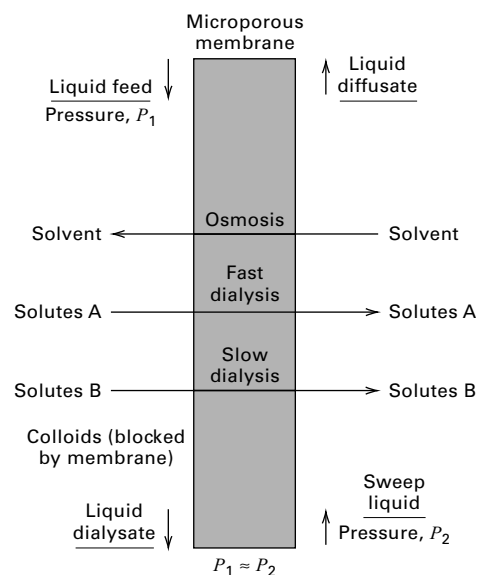 Microporous
membrane
Liquid feed
Pressure, P1
Liquid
diffusate
Osmosis
Solvent
Solvent
Fast
dialysis
Solutes A
Solutes A
Slow
dialysis
Solutes B
Solutes B
Colloids (blocked
by membrane)
Liquid
dialysate
Sweep
liquid
Pressure, P2
P1 ≈ P2